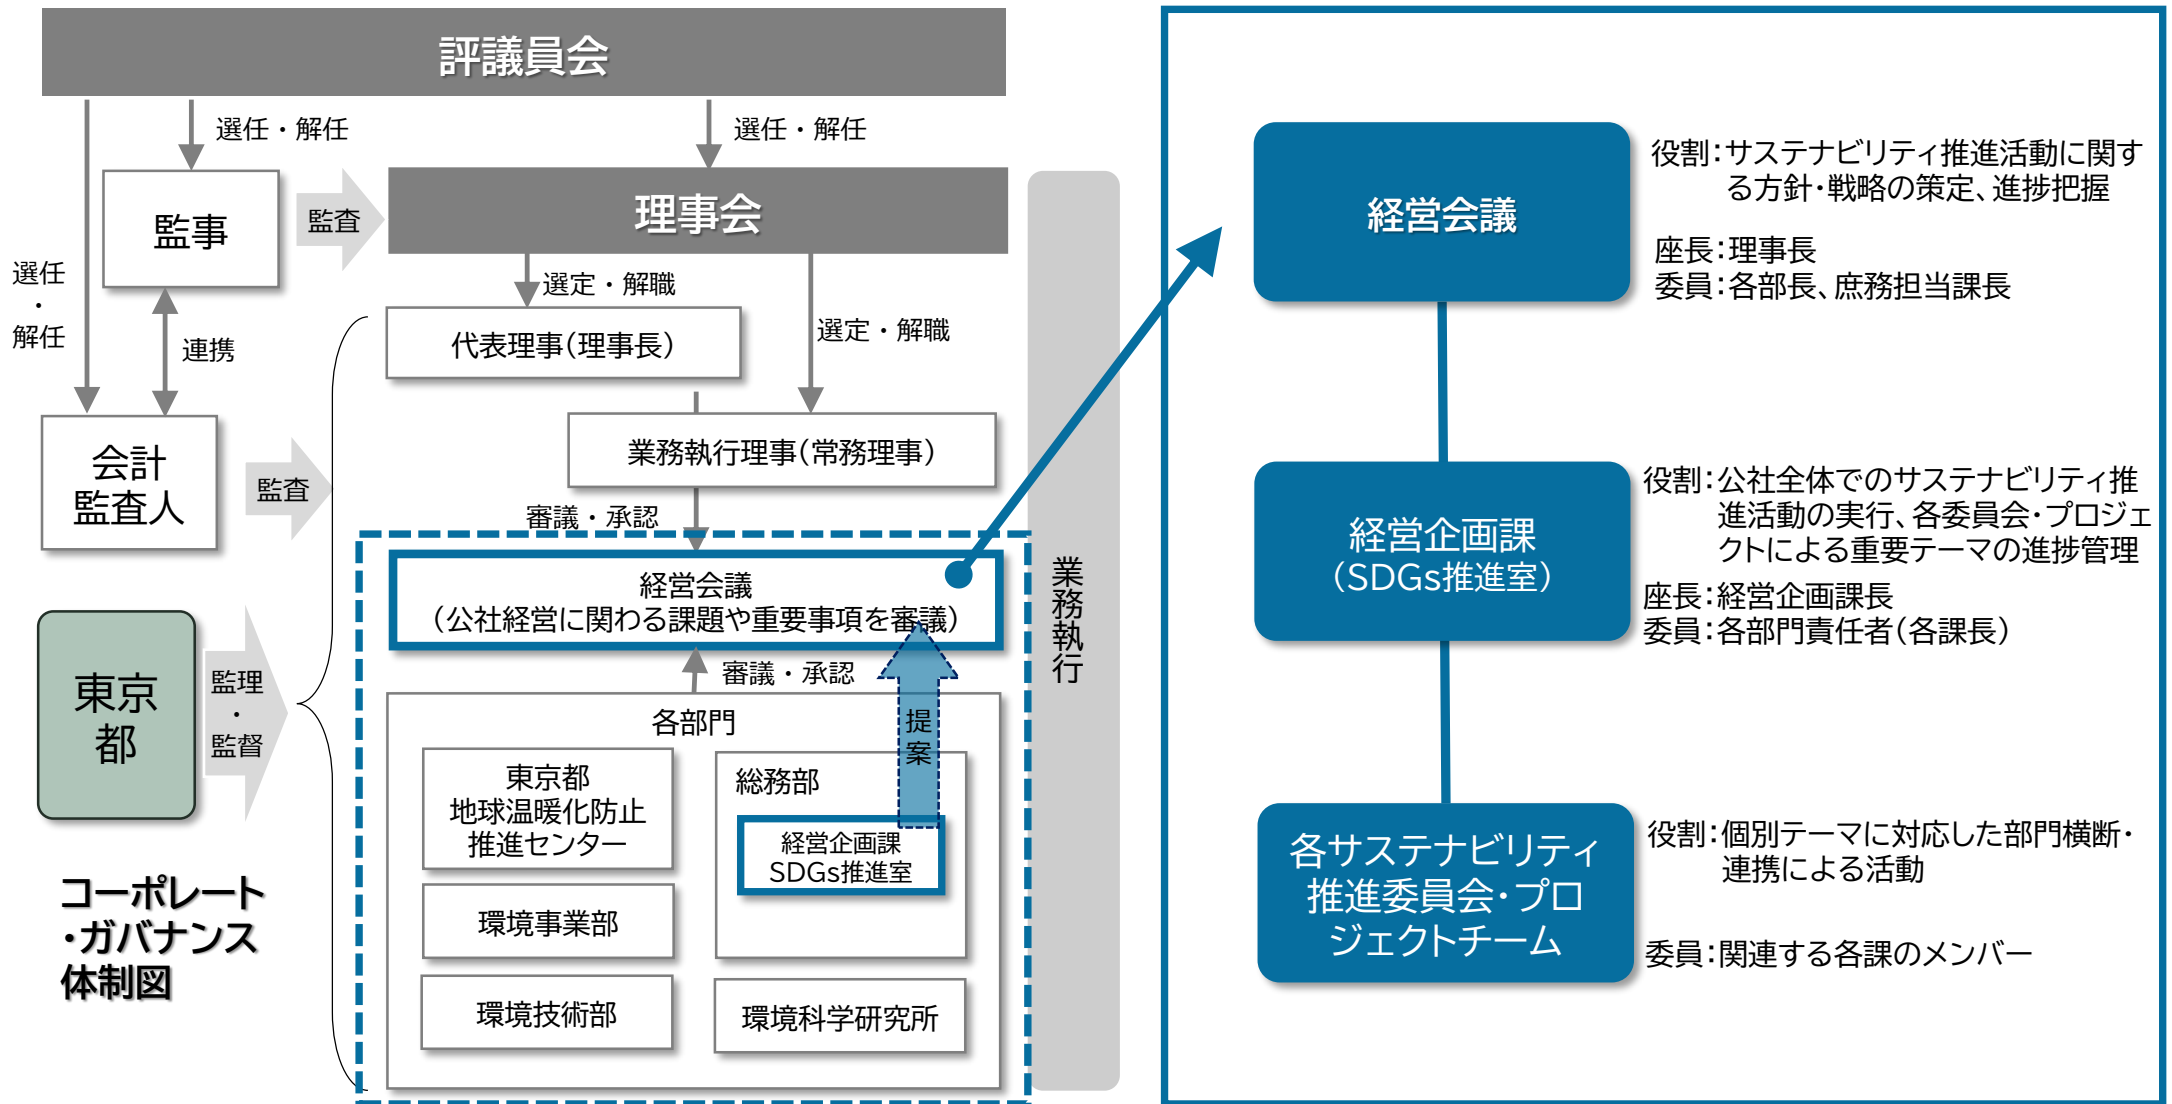 評議員会
選任・解任
選任・解任
選任
・
解任
監事
監査
理事会
連携
選定・解職
選定・解職
代表理事(理事長)
業務執行理事(常務理事)
会計
監査人
監査
審議・承認
経営会議
(公社経営に関わる課題や重要事項を審議)
審議・承認
提
案
東京
都
監理
・
監督
各部門
東京都
地球温暖化防止
推進センター
環境事業部
環境技術部
総務部
経営企画課
SDGs推進室
環境科学研究所
業
務
執
行
コーポレート
・ガバナンス
体制図
経営会議
役割：サステナビリティ推進活動に関す
る方針・戦略の策定、進捗把握
座長：理事長
委員：各部長、庶務担当課長
経営企画課
(SDGs推進室)
役割：公社全体でのサステナビリティ推
進活動の実行、各委員会・プロジェ
クトによる重要テーマの進捗管理
座長：経営企画課長
委員：各部門責任者(各課長)
各サステナビリティ
推進委員会・プロ
ジェクトチーム
役割：個別テーマに対応した部門横断・
連携による活動
委員：関連する各課のメンバー